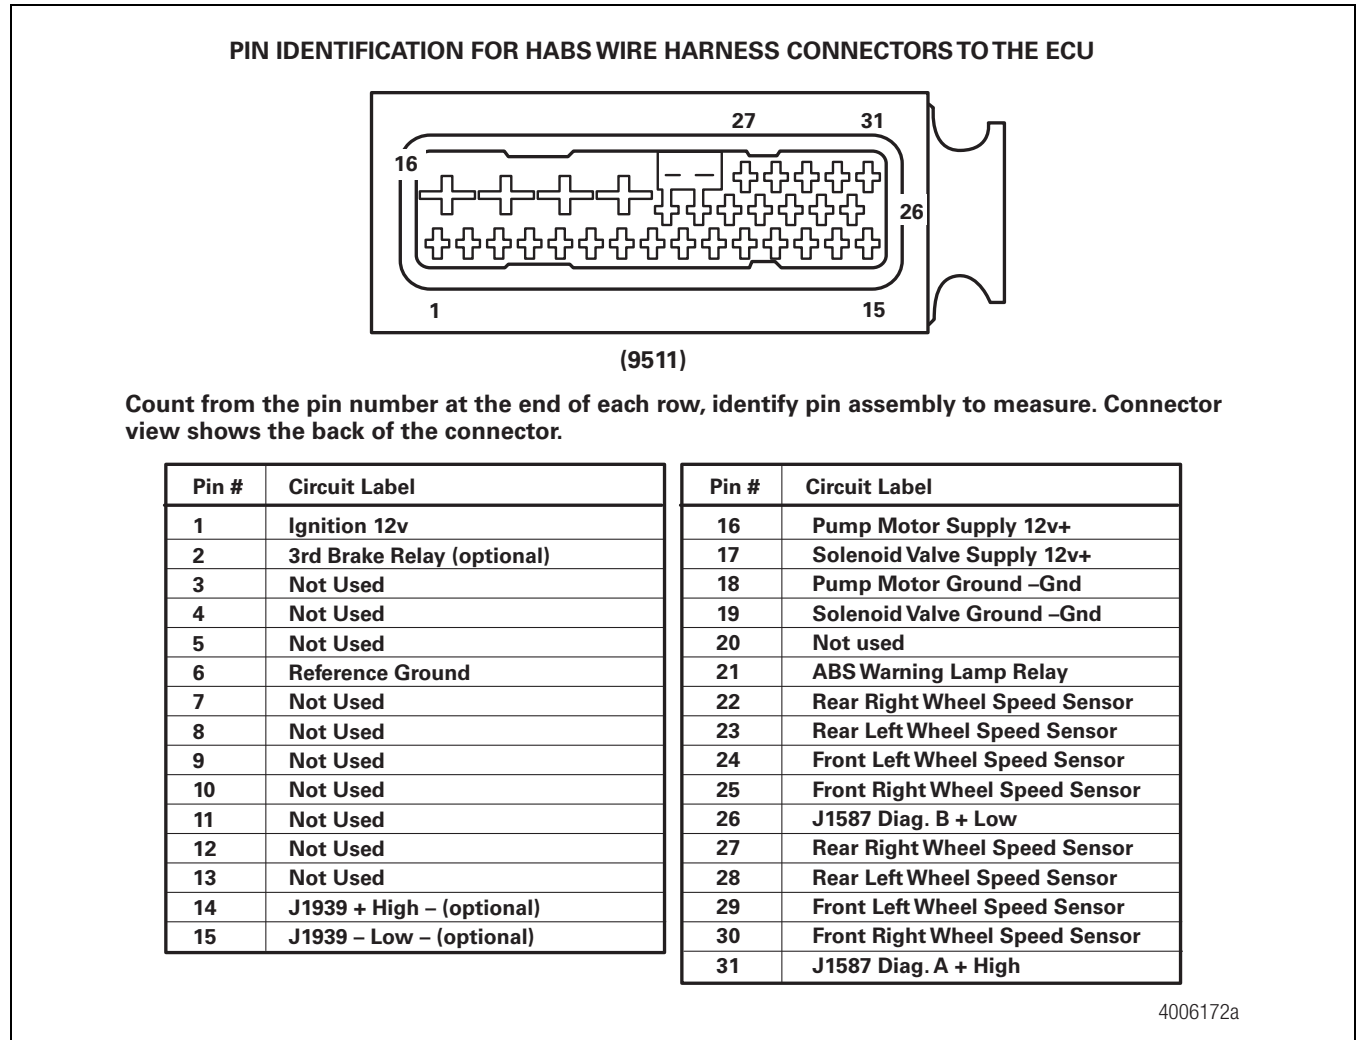 PIN IDENTIFICATION FOR HABS WIRE HARNESS CONNECTORS TO THE ECU
27 31
16
26
1 15
(9511)
Count from the pin number at the end of each row, identify pin assembly to measure. Connector
view shows the back of the connector.
Pin # Circuit Label
1 Ignition 12v
2 3rd Brake Relay (optional)
3 Not Used
4 Not Used
5 Not Used
6 Reference Ground
7 Not Used
8 Not Used
9 Not Used
10 Not Used
11 Not Used
12 Not Used
13 Not Used
14 J1939 + High – (optional)
15 J1939 – Low – (optional)
Pin # Circuit Label
16 Pump Motor Supply 12v+
17 Solenoid Valve Supply 12v+
18 Pump Motor Ground –Gnd
19 Solenoid Valve Ground –Gnd
20 Not used
21 ABS Warning Lamp Relay
22 Rear Right Wheel Speed Sensor
23 Rear Left Wheel Speed Sensor
24 Front Left Wheel Speed Sensor
25 Front Right Wheel Speed Sensor
26 J1587 Diag. B + Low
27 Rear Right Wheel Speed Sensor
28 Rear Left Wheel Speed Sensor
29 Front Left Wheel Speed Sensor
30 Front Right Wheel Speed Sensor
31 J1587 Diag. A + High
4006172a